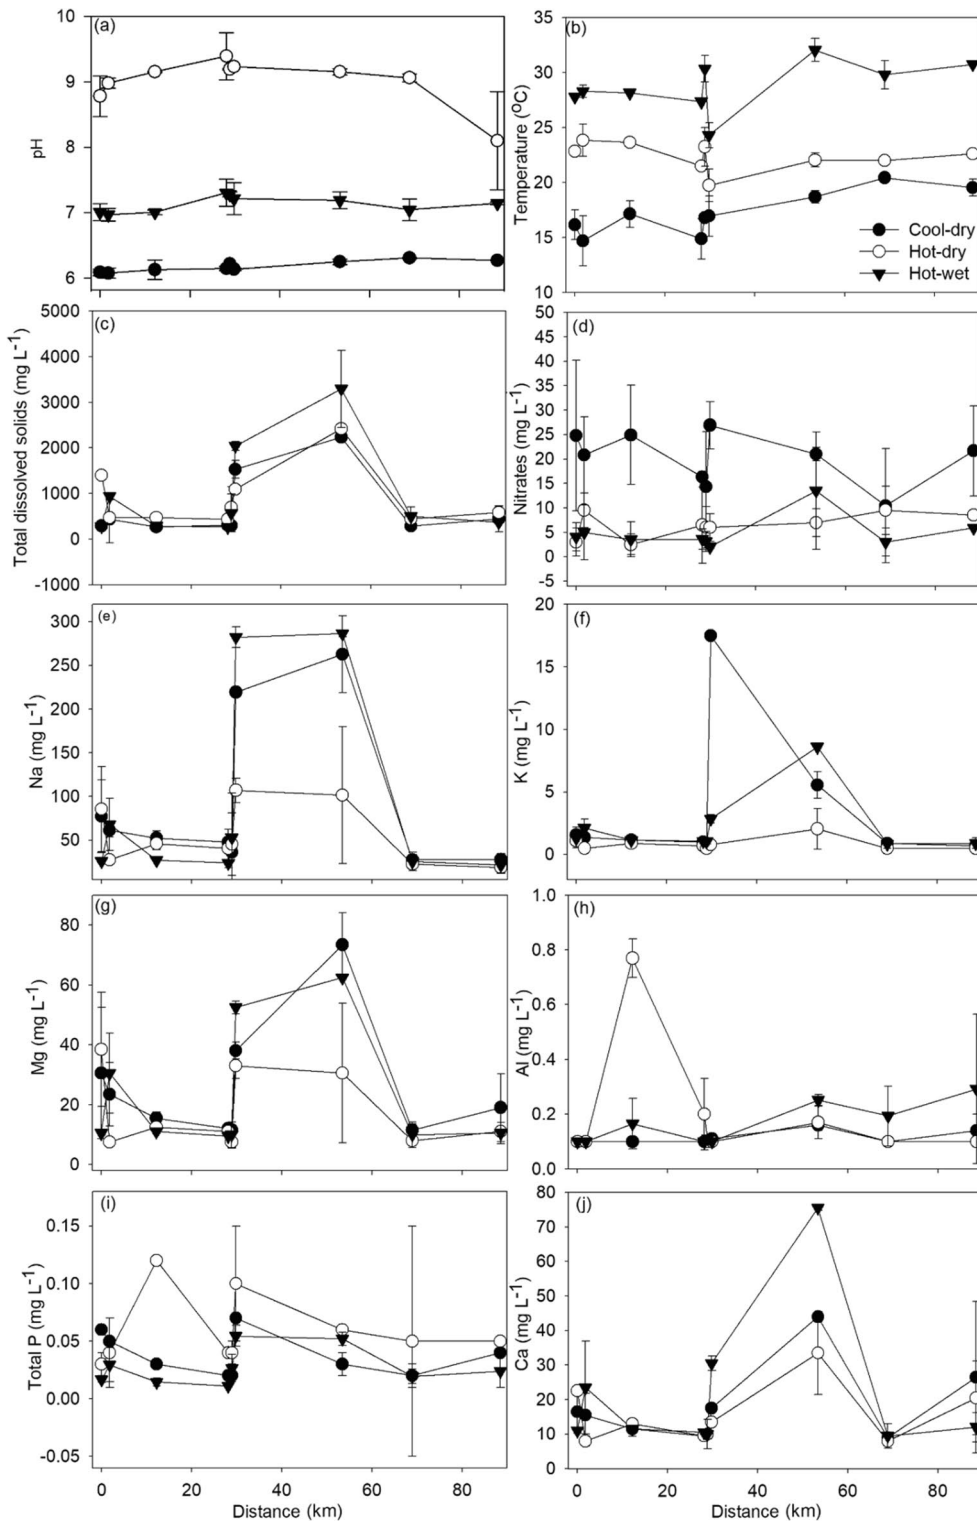 (a)
10
9
8
7
6
pH
(b)
35
30
25
20
15
10
Temperature (°C)
Cool-dry
Hot-dry
Hot-wet
(c)
5000
4000
3000
2000
1000
0
-1000
Total dissolved solids (mg L⁻¹)
(d)
50
45
40
35
30
25
20
15
10
5
0
-5
Nitrates (mg L⁻¹)
(e)
300
250
200
150
100
50
Na (mg L⁻¹)
(f)
20
15
10
5
0
K (mg L⁻¹)
(g)
80
60
40
20
0
Mg (mg L⁻¹)
(h)
1.0
0.8
0.6
0.4
0.2
0.0
Al (mg L⁻¹)
(i)
0.15
0.10
0.05
0.00
-0.05
Total P (mg L⁻¹)
0 20 40 60 80
Distance (km)
(j)
80
70
60
50
40
30
20
10
0
Ca (mg L⁻¹)
0 20 40 60 80
Distance (km)